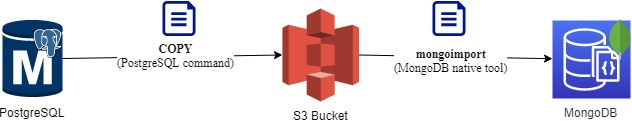 M
PostgreSQL
COPY
(PostgreSQL command)
S3 Bucket
mongoimport
(MongoDB native tool)
{}
MongoDB